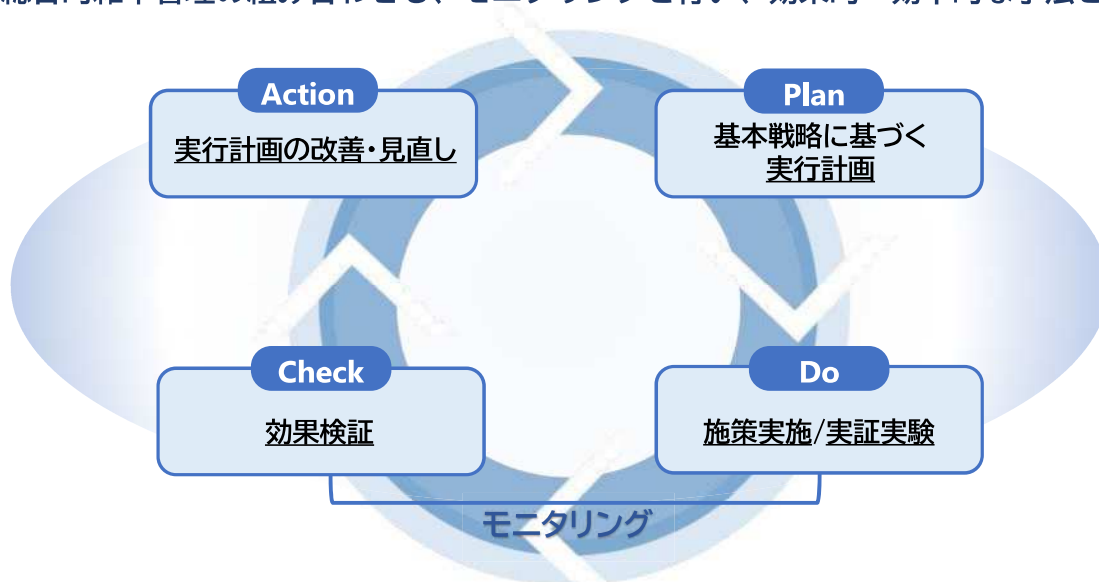 Action
実行計画の改善・見直し
Plan
基本戦略に基づく
実行計画
Check
効果検証
Do
施策実施/実証実験
モニタリング